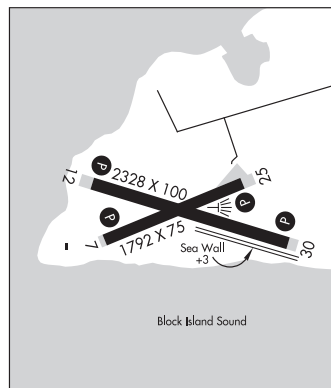 12
P
2328 X 100
25
P
P
P
7
1792 X 75
Sea Wall
+3
30
Block Island Sound